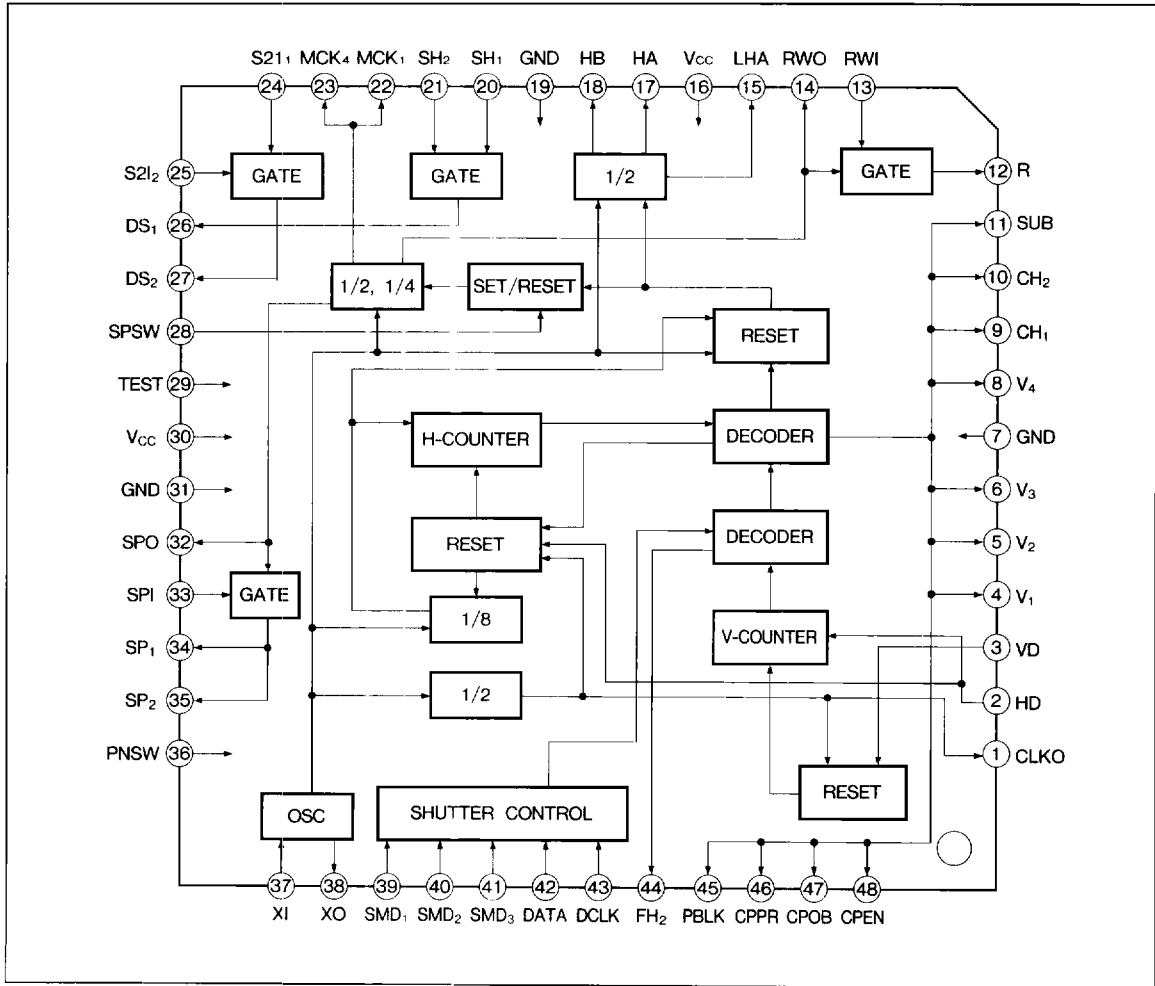 S21₁ MCK₄ MCK₁ SH₂ SH₁ GND HB HA VCC LHA RWO RWI
24 23 22 21 20 19 18 17 16 15 14 13
S2I₂ 25 GATE GATE 1/2 GATE 12 R
DS₁ 26 11 SUB
DS₂ 27 1/2, 1/4 SET/RESET 10 CH₂
SPSW 28 RESET 9 CH₁
TEST 29 8 V₄
VCC 30 H-COUNTER DECODER 7 GND
GND 31 6 V₃
SPO 32 RESET DECODER 5 V₂
SPI 33 GATE 1/8 4 V₁
SP₁ 34 V-COUNTER 3 VD
SP₂ 35 1/2 2 HD
PNSW 36 1 CLKO
OSC SHUTTER CONTROL RESET
37 38 39 40 41 42 43 44 45 46 47 48
XI XO SMD₁ SMD₂ SMD₃ DATA DCLK FH₂ PBLK CPPR CPOB CPEN